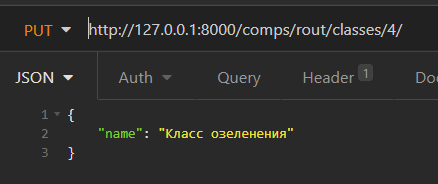 PUT http://127.0.0.1:8000/comps/rout/classes/4/
JSON Auth Query Header 1
1 {
2 "name": "Класс озеленения"
3 }